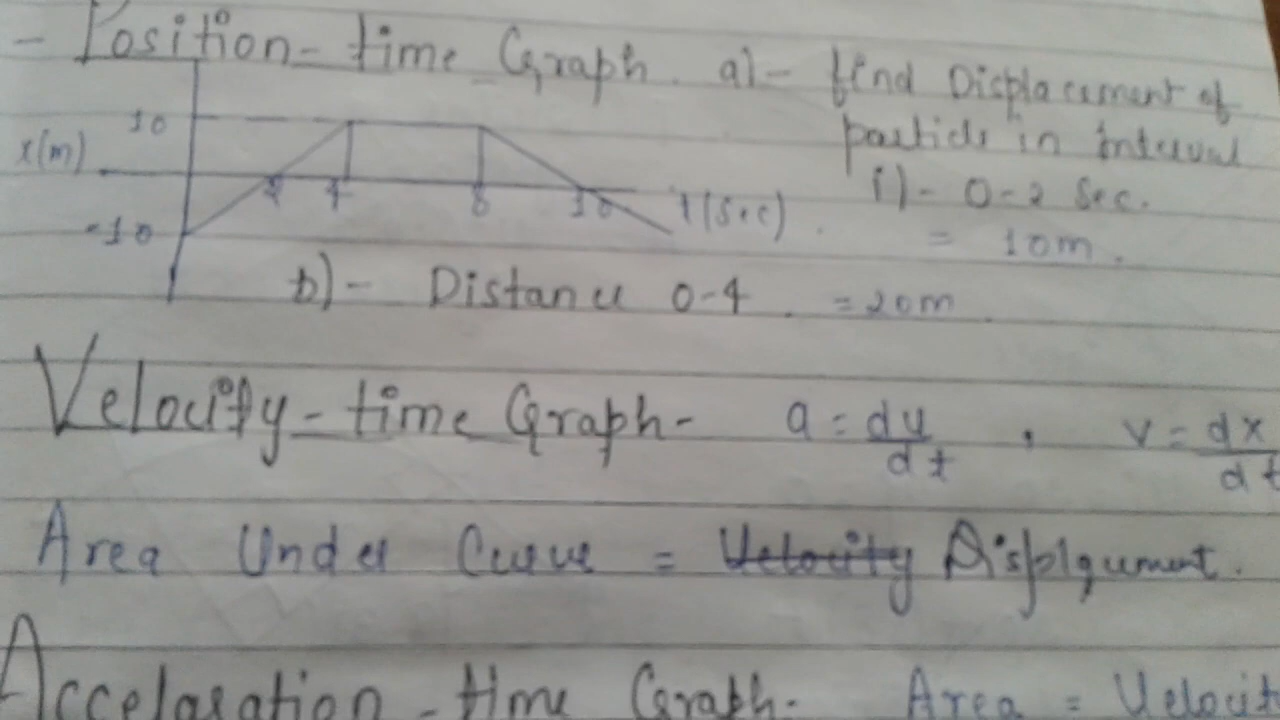 - Position-time Graph. a)- find Displacement of
particle in interval
i)- 0-2 Sec.
= 10m.
10
x(m)
2 4 8 10 t(sec)
-10
b)- Distance 0-4 = 20m
Velocity-time Graph- a = dv/dt , v = dx/dt
Area Under Curve = Velocity Displacement.
Accelaration-time Graph- Area = Velocit